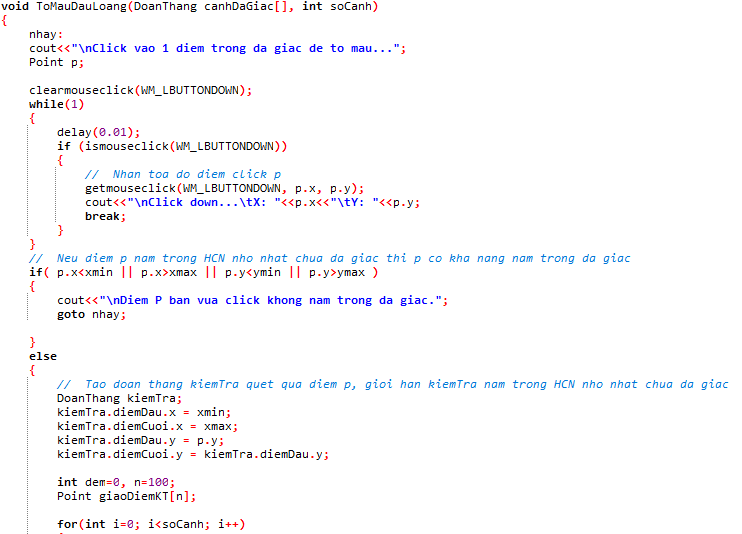 void ToMauDauLoang(DoanThang canhDaGiac[], int soCanh)
{
nhay:
cout<<"\nClick vao 1 diem trong da giac de to mau...";
Point p;
clearmouseclick(WM_LBUTTONDOWN);
while(1)
{
delay(0.01);
if (ismouseclick(WM_LBUTTONDOWN))
{
// Nhan toa do diem click p
getmouseclick(WM_LBUTTONDOWN, p.x, p.y);
cout<<"\nClick down...\tX: "<<p.x<<"\tY: "<<p.y;
break;
}
}
// Neu diem p nam trong HCN nho nhat chua da giac thi p co kha nang nam trong da giac
if( p.x<xmin || p.x>xmax || p.y<ymin || p.y>ymax )
{
cout<<"\nDiem P ban vua click khong nam trong da giac.";
goto nhay;
}
else
{
// Tao doan thang kiemTra quet qua diem p, gioi han kiemTra nam trong HCN nho nhat chua da giac
DoanThang kiemTra;
kiemTra.diemDau.x = xmin;
kiemTra.diemCuoi.x = xmax;
kiemTra.diemDau.y = p.y;
kiemTra.diemCuoi.y = kiemTra.diemDau.y;
int dem=0, n=100;
Point giaoDiemKT[n];
for(int i=0; i<soCanh; i++)